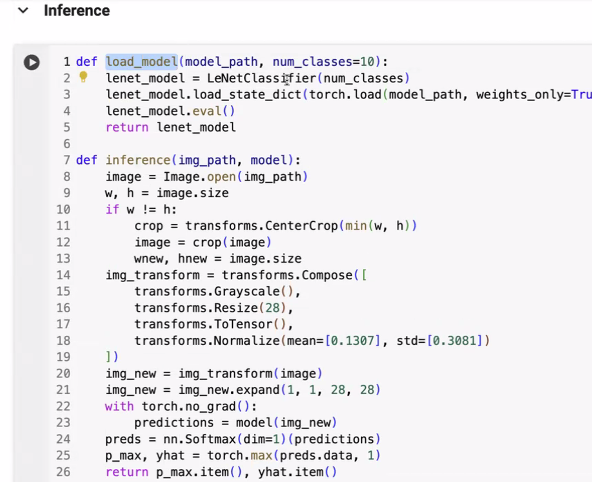 Inference
1 def load_model(model_path, num_classes=10):
2 lenet_model = LeNetClassifier(num_classes)
3 lenet_model.load_state_dict(torch.load(model_path, weights_only=Tru
4 lenet_model.eval()
5 return lenet_model
6
7 def inference(img_path, model):
8 image = Image.open(img_path)
9 w, h = image.size
10 if w != h:
11 crop = transforms.CenterCrop(min(w, h))
12 image = crop(image)
13 wnew, hnew = image.size
14 img_transform = transforms.Compose([
15 transforms.Grayscale(),
16 transforms.Resize(28),
17 transforms.ToTensor(),
18 transforms.Normalize(mean=[0.1307], std=[0.3081])
19 ])
20 img_new = img_transform(image)
21 img_new = img_new.expand(1, 1, 28, 28)
22 with torch.no_grad():
23 predictions = model(img_new)
24 preds = nn.Softmax(dim=1)(predictions)
25 p_max, yhat = torch.max(preds.data, 1)
26 return p_max.item(), yhat.item()